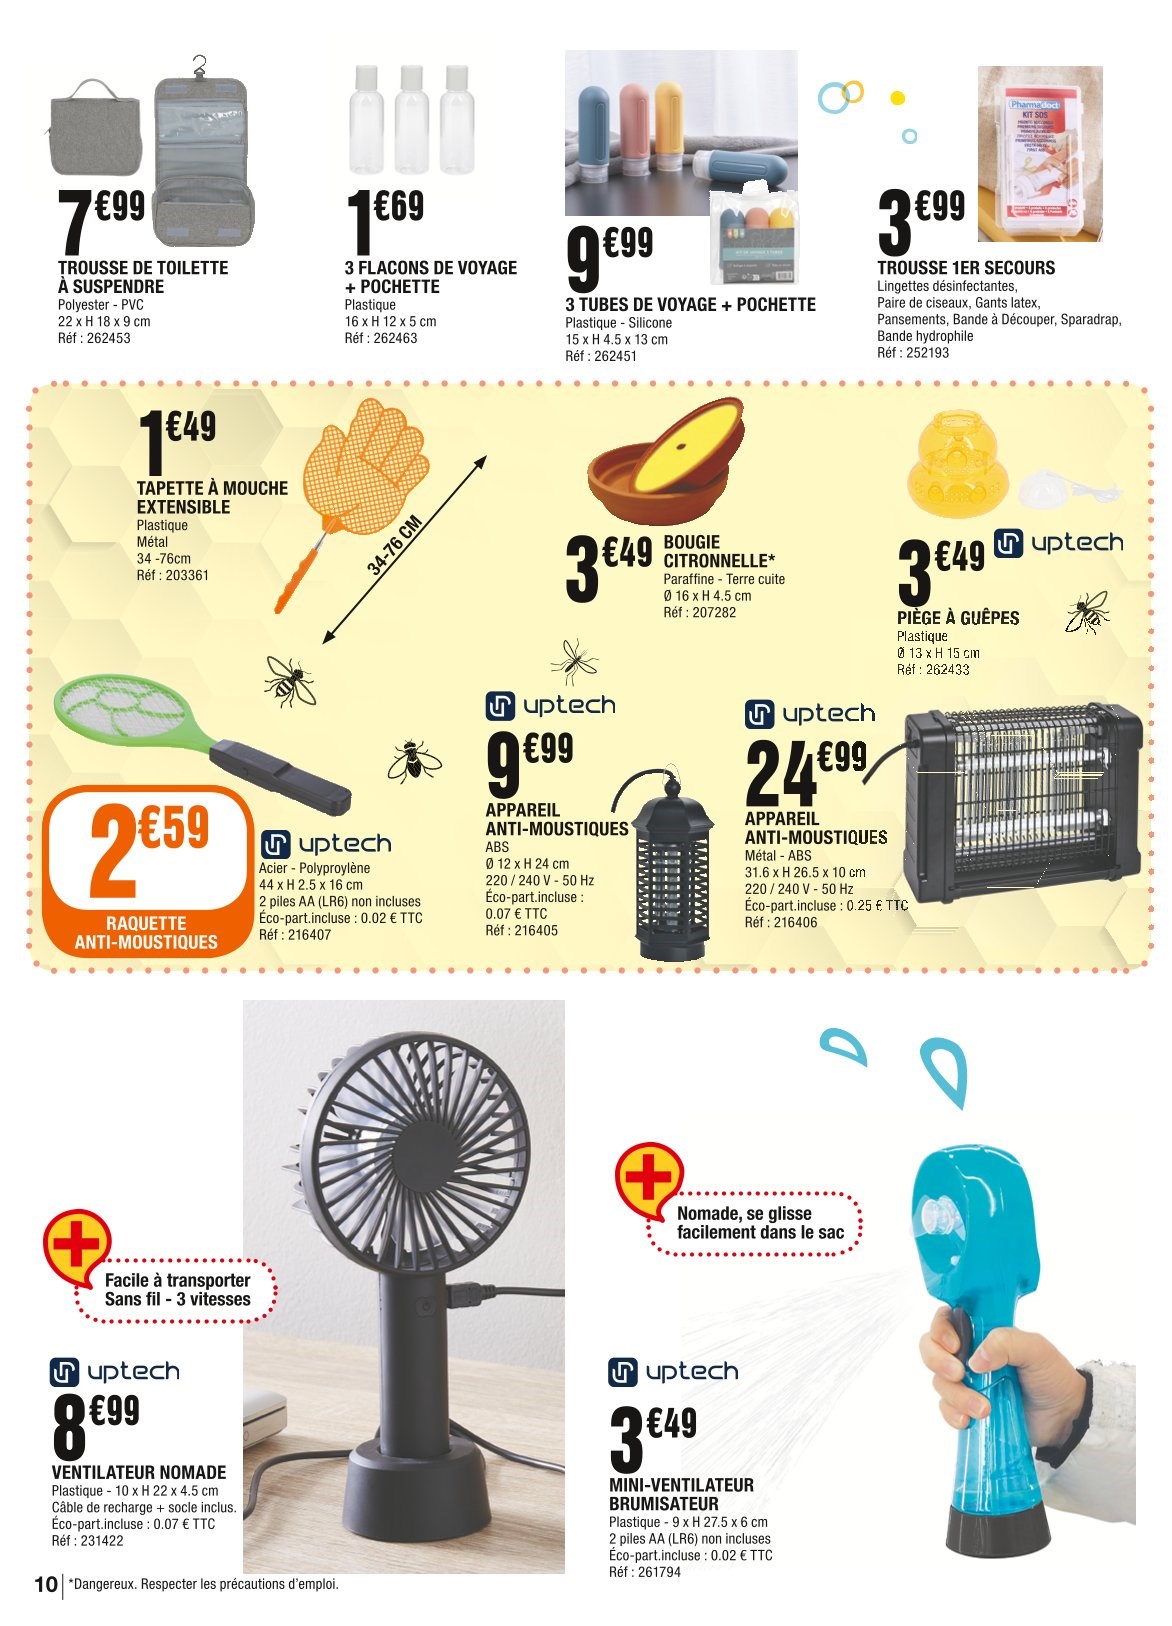 7€99
TROUSSE DE TOILETTE
À SUSPENDRE
Polyester - PVC
22 x H 18 x 9 cm
Réf : 262453
1€69
3 FLACONS DE VOYAGE
+ POCHETTE
Plastique
16 x H 12 x 5 cm
Réf : 262463
9€99
3 TUBES DE VOYAGE + POCHETTE
Plastique - Silicone
15 x H 4.5 x 13 cm
Réf : 262451
Pharmadoct
KIT SOS
3€99
TROUSSE 1ER SECOURS
Lingettes désinfectantes,
Paire de ciseaux, Gants latex,
Pansements, Bande à Découper, Sparadrap,
Bande hydrophile
Réf : 252193
1€49
TAPETTE À MOUCHE
EXTENSIBLE
Plastique
Métal
34 -76cm
Réf : 203361
34-76 CM
3€49
BOUGIE
CITRONNELLE*
Paraffine - Terre cuite
Ø 16 x H 4.5 cm
Réf : 207282
uptech
3€49
PIÈGE À GUÊPES
Plastique
Ø 13 x H 15 cm
Réf : 262433
2€59
RAQUETTE
ANTI-MOUSTIQUES
uptech
Acier - Polyproylène
44 x H 2.5 x 16 cm
2 piles AA (LR6) non incluses
Éco-part.incluse : 0.02 € TTC
Réf : 216407
uptech
9€99
APPAREIL
ANTI-MOUSTIQUES
ABS
Ø 12 x H 24 cm
220 / 240 V - 50 Hz
Éco-part.incluse :
0.07 € TTC
Réf : 216405
uptech
24€99
APPAREIL
ANTI-MOUSTIQUES
Métal - ABS
31.6 x H 26.5 x 10 cm
220 / 240 V - 50 Hz
Éco-part.incluse : 0.25 € TTC
Réf : 216406
+
Facile à transporter
Sans fil - 3 vitesses
uptech
8€99
VENTILATEUR NOMADE
Plastique - 10 x H 22 x 4.5 cm
Câble de recharge + socle inclus.
Éco-part.incluse : 0.07 € TTC
Réf : 231422
+
Nomade, se glisse
facilement dans le sac
uptech
3€49
MINI-VENTILATEUR
BRUMISATEUR
Plastique - 9 x H 27.5 x 6 cm
2 piles AA (LR6) non incluses
Éco-part.incluse : 0.02 € TTC
Réf : 261794
10 *Dangereux. Respecter les précautions d'emploi.